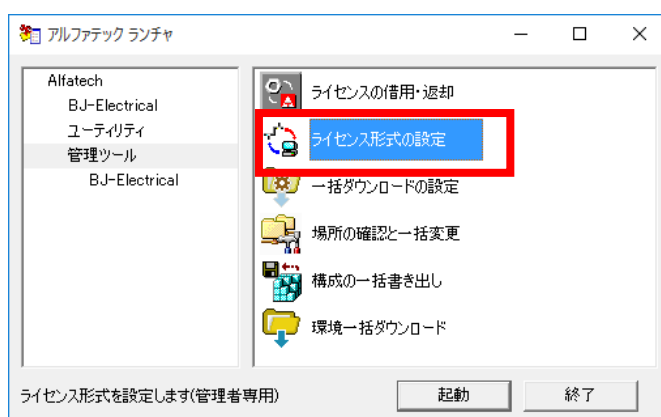 アルファテック ランチャ
Alfatech
BJ-Electrical
ユーティリティ
管理ツール
BJ-Electrical
ライセンスの借用・返却
ライセンス形式の設定
一括ダウンロードの設定
場所の確認と一括変更
構成の一括書き出し
環境一括ダウンロード
ライセンス形式を設定します(管理者専用)
起動
終了